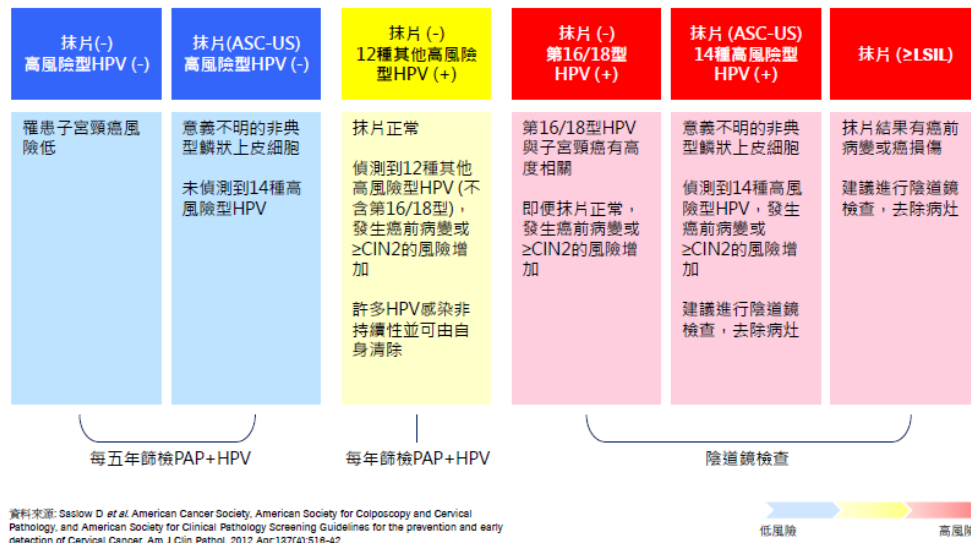 抹片(-)
高風險型HPV (-)
抹片(ASC-US)
高風險型HPV (-)
抹片 (-)
12種其他高風險
型HPV (+)
抹片 (-)
第16/18型
HPV (+)
抹片 (ASC-US)
14種高風險型
HPV (+)
抹片 (≥LSIL)
罹患子宮頸癌風
險低
意義不明的非典
型鱗狀上皮細胞
未偵測到14種高
風險型HPV
抹片正常
偵測到12種其他
高風險型HPV (不
含第16/18型)，
發生癌前病變或
≥CIN2的風險增
加
許多HPV感染非
持續性並可由自
身清除
第16/18型HPV
與子宮頸癌有高
度相關
即便抹片正常，
發生癌前病變或
≥CIN2的風險增
加
意義不明的非典
型鱗狀上皮細胞
偵測到14種高風
險型HPV，發生
癌前病變或
≥CIN2的風險增
加
建議進行陰道鏡
檢查，去除病灶
抹片結果有癌前
病變或癌損傷
建議進行陰道鏡
檢查，去除病灶
每五年篩檢PAP+HPV
每年篩檢PAP+HPV
陰道鏡檢查
資料來源: Saslow D et al. American Cancer Society, American Society for Colposcopy and Cervical
Pathology, and American Society for Clinical Pathology Screening Guidelines for the prevention and early
detection of Cervical Cancer. Am J Clin Pathol. 2012 Apr;137(4):516-42
低風險
高風險